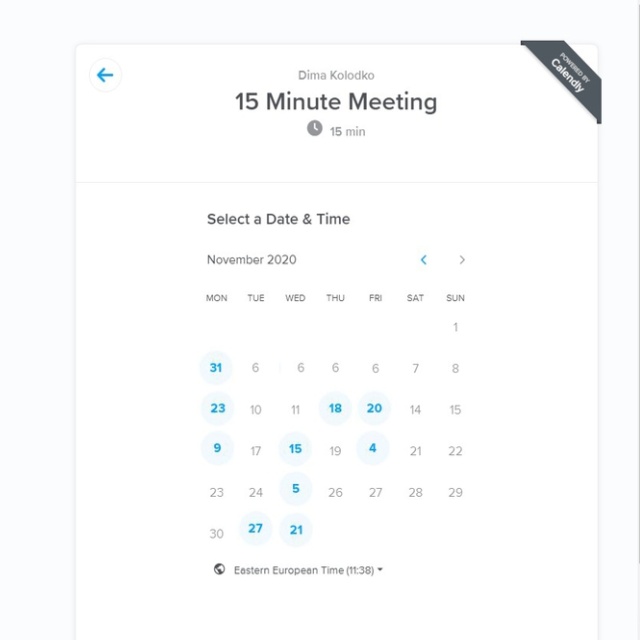 Dima Kolodko
POWERED BY
Calendly
15 Minute Meeting
15 min
Select a Date & Time
November 2020
MON TUE WED THU FRI SAT SUN
1
31 6 6 6 6 7 8
23 10 11 18 20 14 15
9 17 15 19 4 21 22
23 24 5 26 27 28 29
30 27 21
Eastern European Time (11:38)